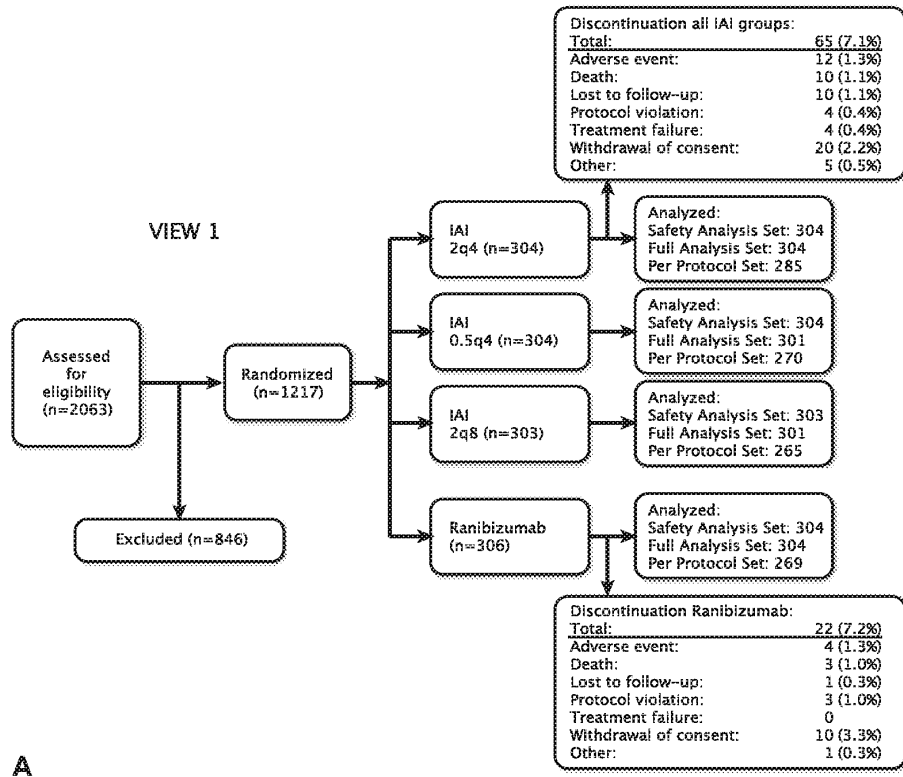 Discontinuation all IAI groups:
Total: 65 (7.1%)
Adverse event: 12 (1.3%)
Death: 10 (1.1%)
Lost to follow--up: 10 (1.1%)
Protocol violation: 4 (0.4%)
Treatment failure: 4 (0.4%)
Withdrawal of consent: 20 (2.2%)
Other: 5 (0.5%)
VIEW 1
IAI
2q4 (n=304)
Analyzed:
Safety Analysis Set: 304
Full Analysis Set: 304
Per Protocol Set: 285
IAI
0.5q4 (n=304)
Analyzed:
Safety Analysis Set: 304
Full Analysis Set: 301
Per Protocol Set: 270
Assessed
for
eligibility
(n=2063)
Randomized
(n=1217)
IAI
2q8 (n=303)
Analyzed:
Safety Analysis Set: 303
Full Analysis Set: 301
Per Protocol Set: 265
Excluded (n=846)
Ranibizumab
(n=306)
Analyzed:
Safety Analysis Set: 304
Full Analysis Set: 304
Per Protocol Set: 269
Discontinuation Ranibizumab:
Total: 22 (7.2%)
Adverse event: 4 (1.3%)
Death: 3 (1.0%)
Lost to follow--up: 1 (0.3%)
Protocol violation: 3 (1.0%)
Treatment failure: 0
Withdrawal of consent: 10 (3.3%)
Other: 1 (0.3%)
A